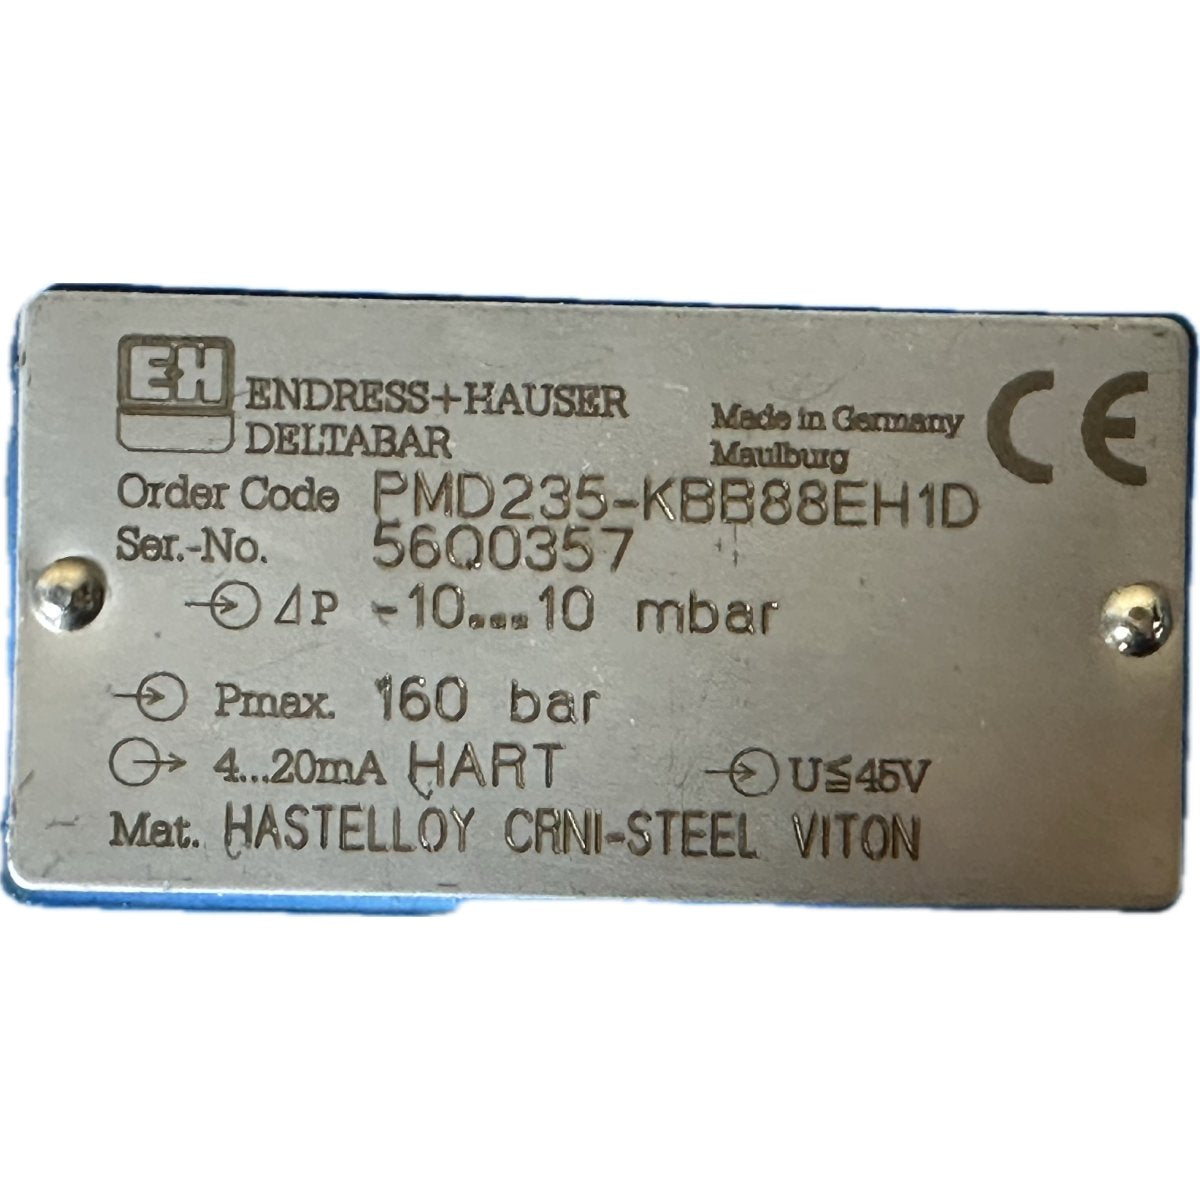 E+H ENDRESS+HAUSER
DELTABAR
Made in Germany
Maulburg
CE
Order Code PMD235-KBB88EH1D
Ser.-No. 56Q0357
ΔP -10...10 mbar
Pmax. 160 bar
4...20mA HART U≦45V
Mat. HASTELLOY CRNI-STEEL VITON